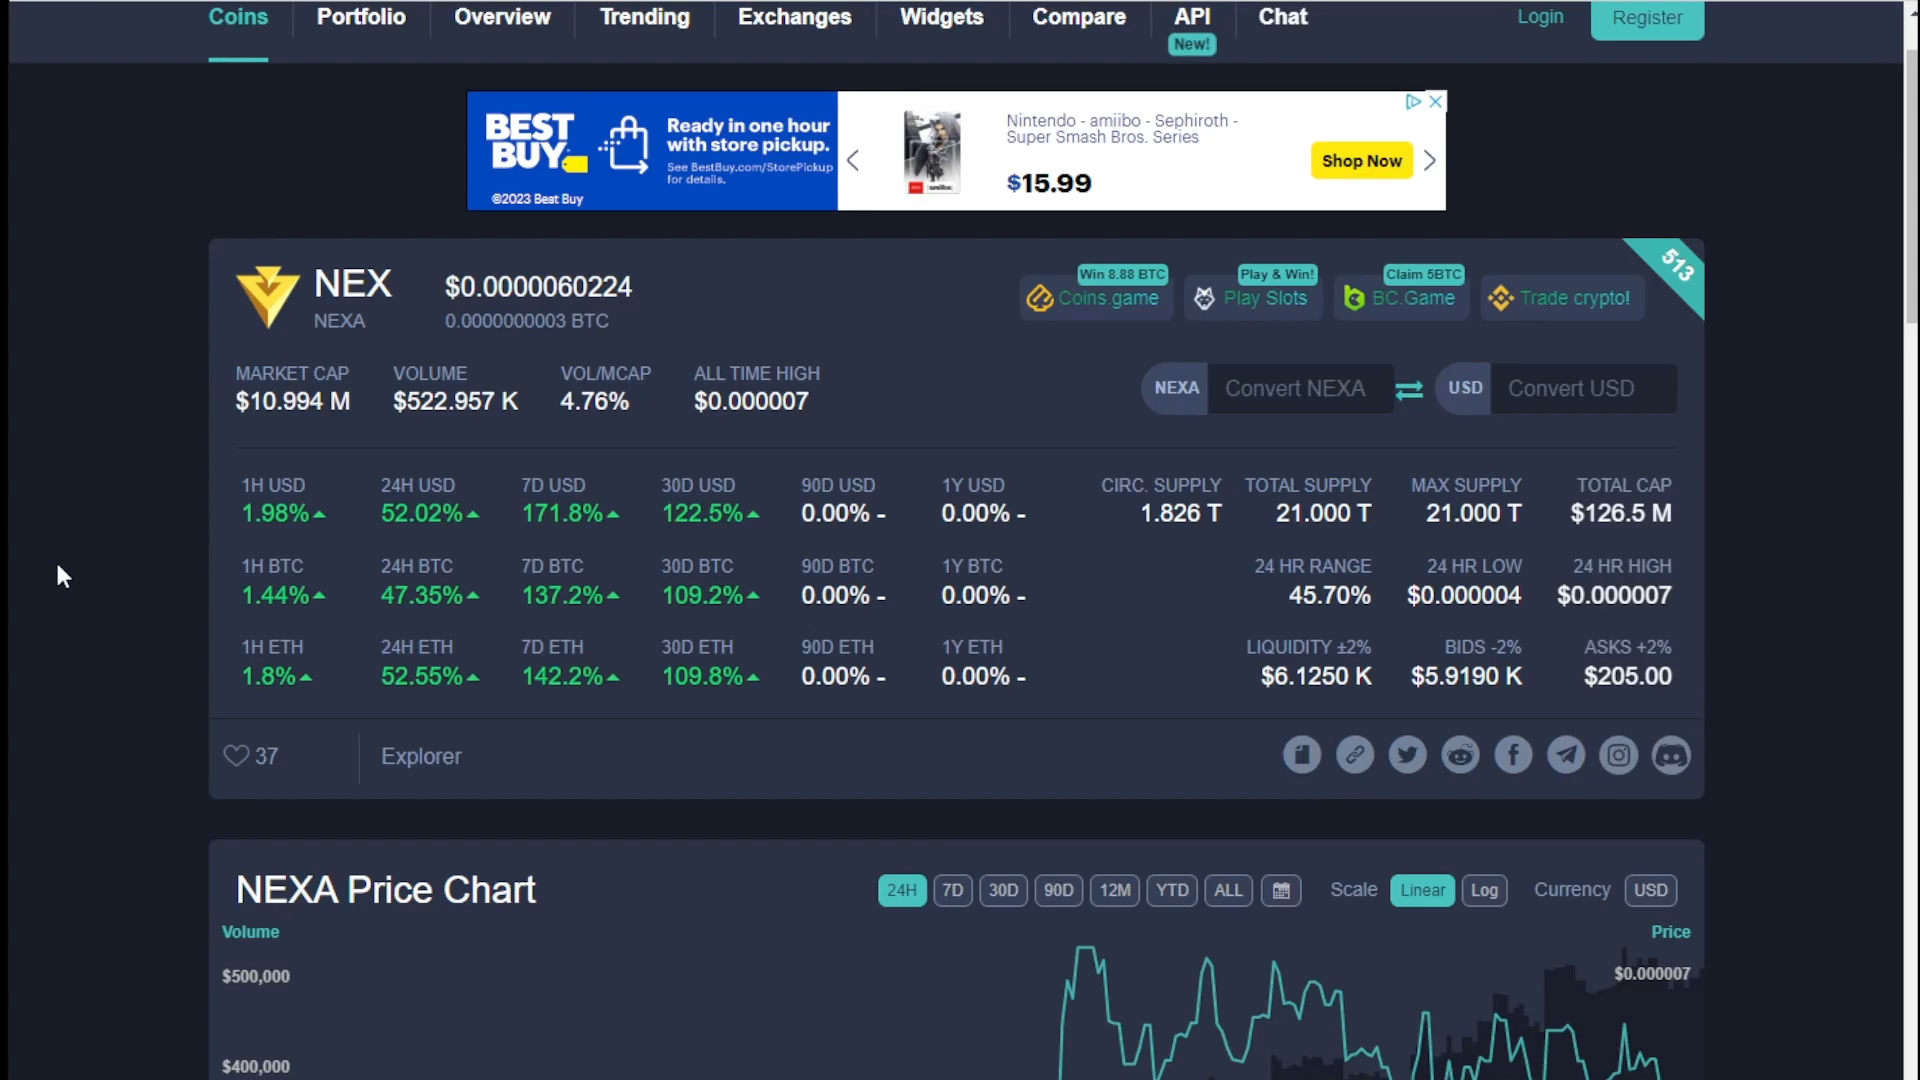 Coins Portfolio Overview Trending Exchanges Widgets Compare API Chat Login Register
New!
BEST BUY
Ready in one hour
with store pickup.
See BestBuy.com/StorePickup
for details.
©2023 Best Buy
Nintendo - amiibo - Sephiroth -
Super Smash Bros. Series
$15.99
Shop Now
NEX $0.0000060224
NEXA 0.0000000003 BTC
Win 8.88 BTC Play & Win! Claim 5BTC
Coins.game Play Slots BC.Game Trade crypto!
513
MARKET CAP VOLUME VOL/MCAP ALL TIME HIGH
$10.994 M $522.957 K 4.76% $0.000007
NEXA Convert NEXA USD Convert USD
1H USD 24H USD 7D USD 30D USD 90D USD 1Y USD CIRC. SUPPLY TOTAL SUPPLY MAX SUPPLY TOTAL CAP
1.98% 52.02% 171.8% 122.5% 0.00% - 0.00% - 1.826 T 21.000 T 21.000 T $126.5 M
1H BTC 24H BTC 7D BTC 30D BTC 90D BTC 1Y BTC 24 HR RANGE 24 HR LOW 24 HR HIGH
1.44% 47.35% 137.2% 109.2% 0.00% - 0.00% - 45.70% $0.000004 $0.000007
1H ETH 24H ETH 7D ETH 30D ETH 90D ETH 1Y ETH LIQUIDITY ±2% BIDS -2% ASKS +2%
1.8% 52.55% 142.2% 109.8% 0.00% - 0.00% - $6.1250 K $5.9190 K $205.00
37 Explorer
NEXA Price Chart 24H 7D 30D 90D 12M YTD ALL Scale Linear Log Currency USD
Volume Price
$500,000 $0.000007
$400,000